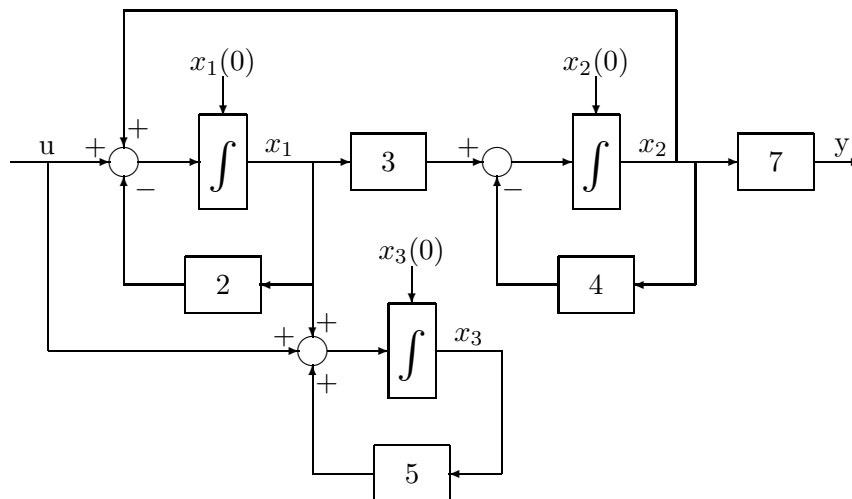 x₁(0) x₂(0)
+
u + ∫ x₁ 3 + ∫ x₂ 7 y
− −
x₃(0)
2 4
+
+ ∫ x₃
+
5